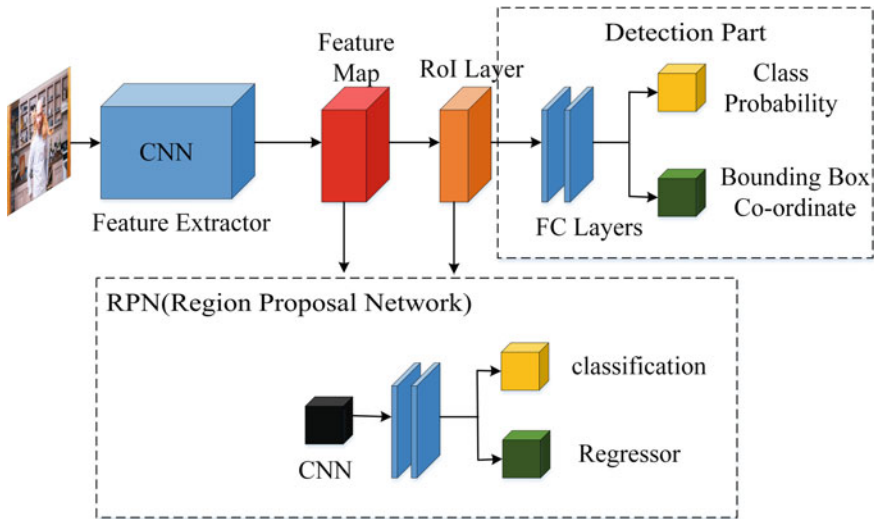 Detection Part
Feature
Map
RoI Layer
Class
Probability
CNN
Bounding Box
Co-ordinate
Feature Extractor
FC Layers
RPN(Region Proposal Network)
classification
CNN
Regressor